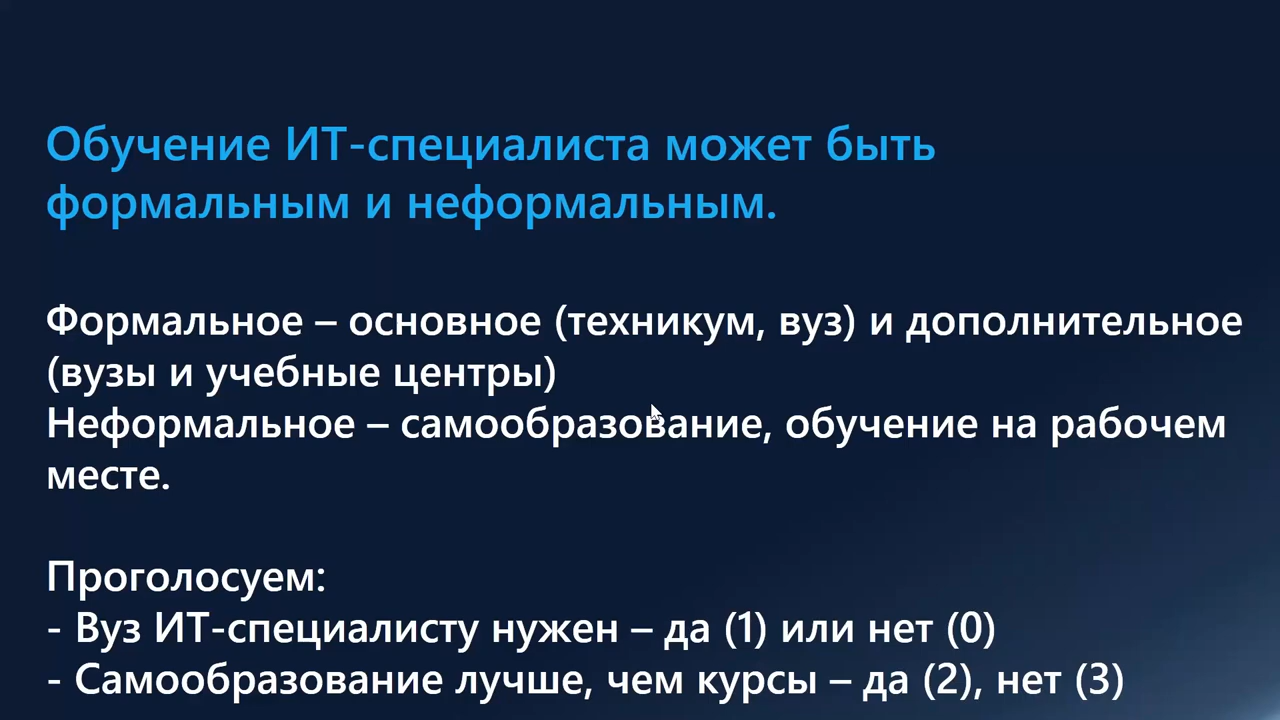 Обучение ИТ-специалиста может быть
формальным и неформальным.
Формальное – основное (техникум, вуз) и дополнительное
(вузы и учебные центры)
Неформальное – самообразование, обучение на рабочем
месте.
Проголосуем:
- Вуз ИТ-специалисту нужен – да (1) или нет (0)
- Самообразование лучше, чем курсы – да (2), нет (3)